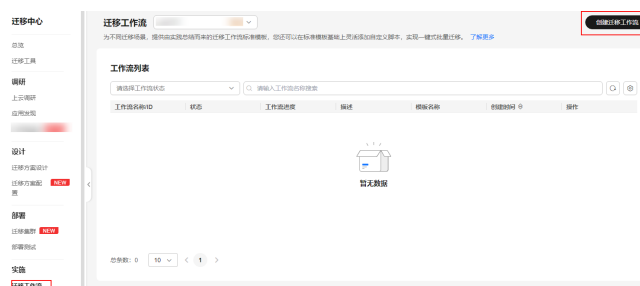 迁移中心
总览
迁移工具
调研
上云调研
应用发现
设计
迁移方案设计
迁移方案配置 NEW
部署
迁移集群 NEW
部署测试
实施
迁移工作流
迁移工作流
创建迁移工作流
为不同迁移场景，提供由实践总结而来的迁移工作流标准模板，您还可以在标准模板基础上灵活添加自定义脚本，实现一键式批量迁移。 了解更多
工作流列表
请选择工作流状态
请输入工作流名称搜索
工作流名称/ID 状态 工作流进度 描述 模板名称 创建时间 操作
暂无数据
总条数：0 10 1